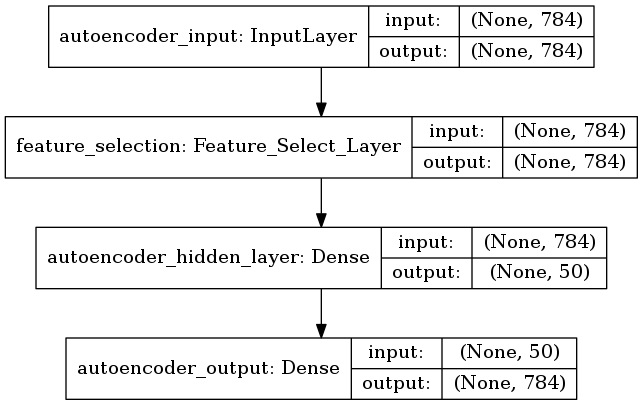 autoencoder_input: InputLayer
input: (None, 784)
output: (None, 784)
feature_selection: Feature_Select_Layer
input: (None, 784)
output: (None, 784)
autoencoder_hidden_layer: Dense
input: (None, 784)
output: (None, 50)
autoencoder_output: Dense
input: (None, 50)
output: (None, 784)